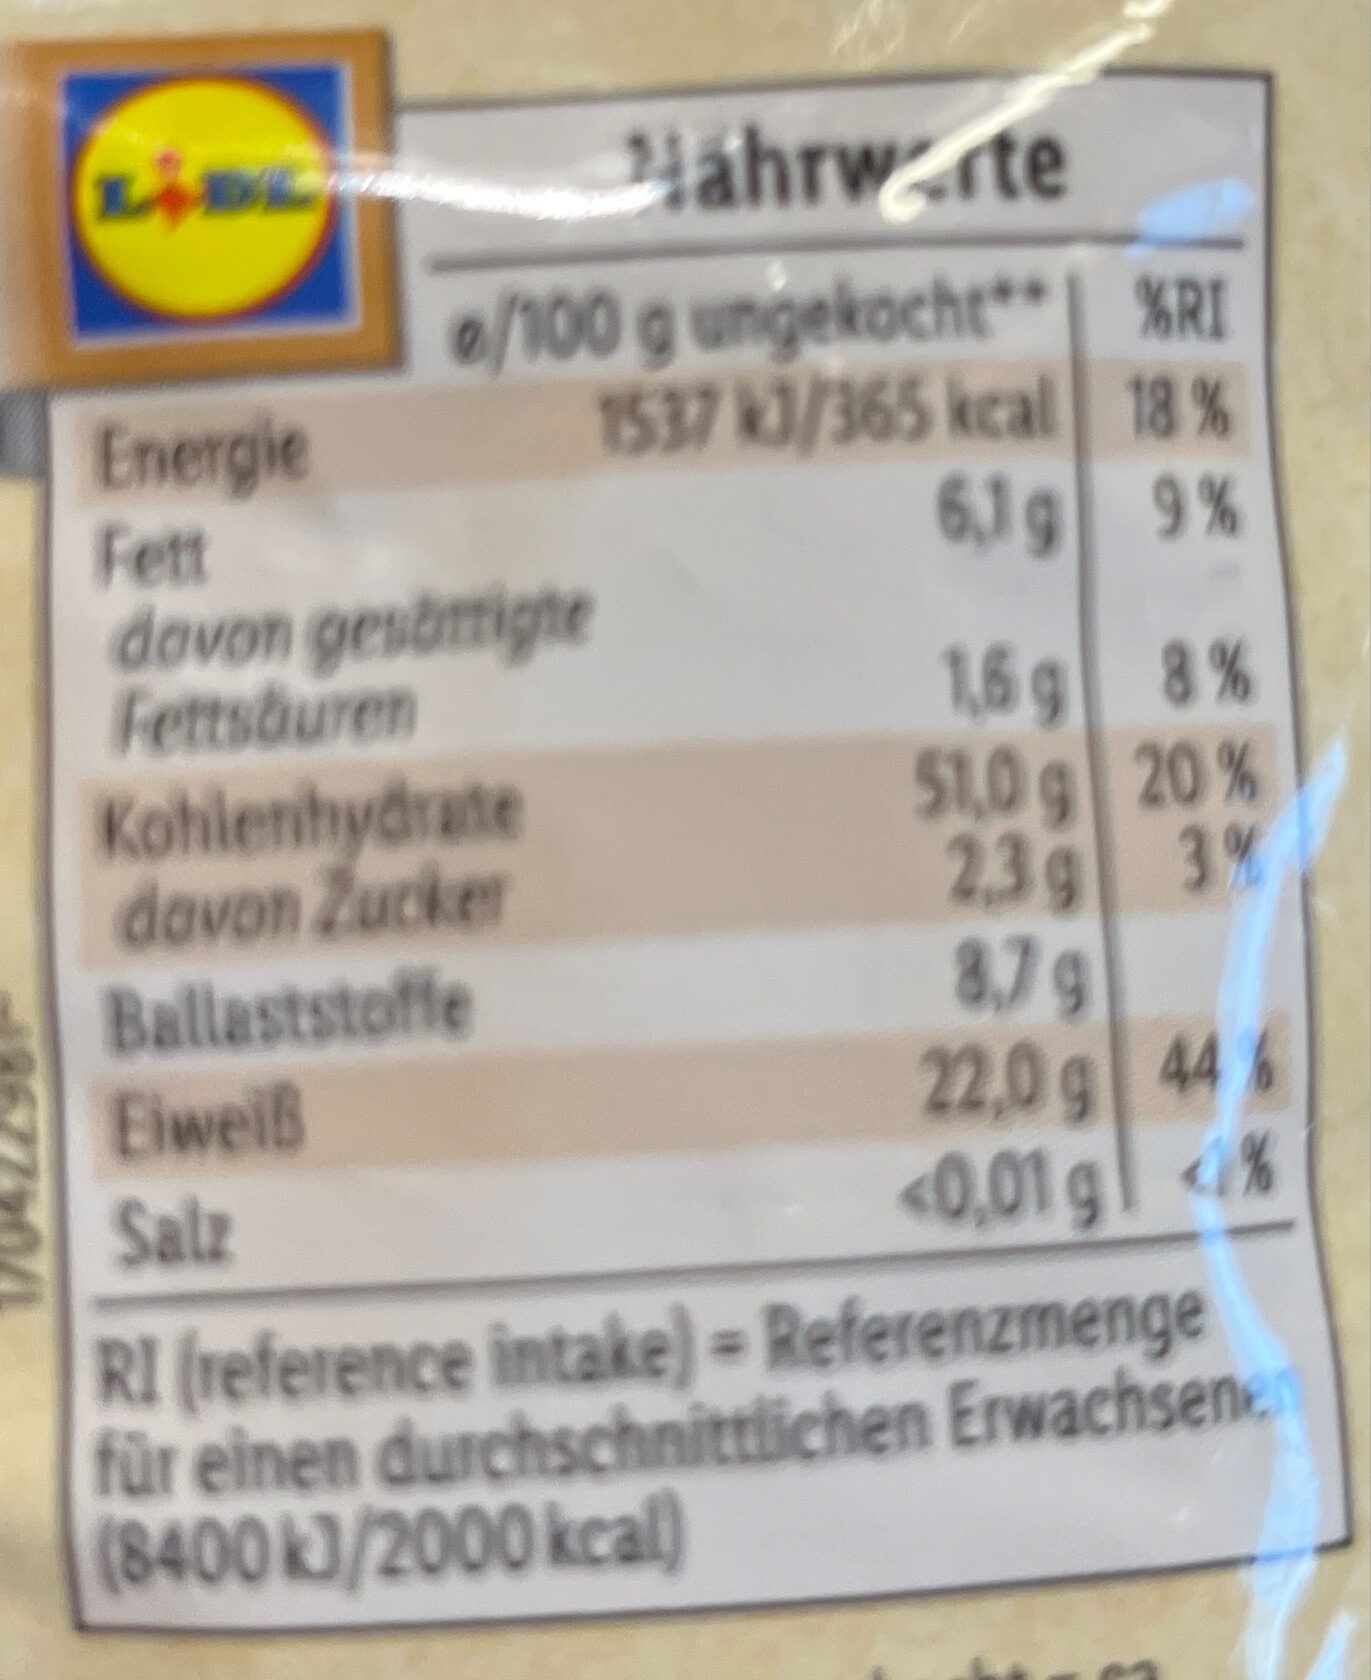 LIDL
Nährwerte
ø/100 g ungekocht** %RI
Energie 1537 kJ/365 kcal 18 %
Fett 6,1 g 9 %
davon gesättigte
Fettsäuren 1,6 g 8 %
Kohlenhydrate 51,0 g 20 %
davon Zucker 2,3 g 3 %
Ballaststoffe 8,7 g
Eiweiß 22,0 g 44 %
Salz <0,01 g <1 %
RI (reference intake) = Referenzmenge
für einen durchschnittlichen Erwachsenen
(8400 kJ/2000 kcal)